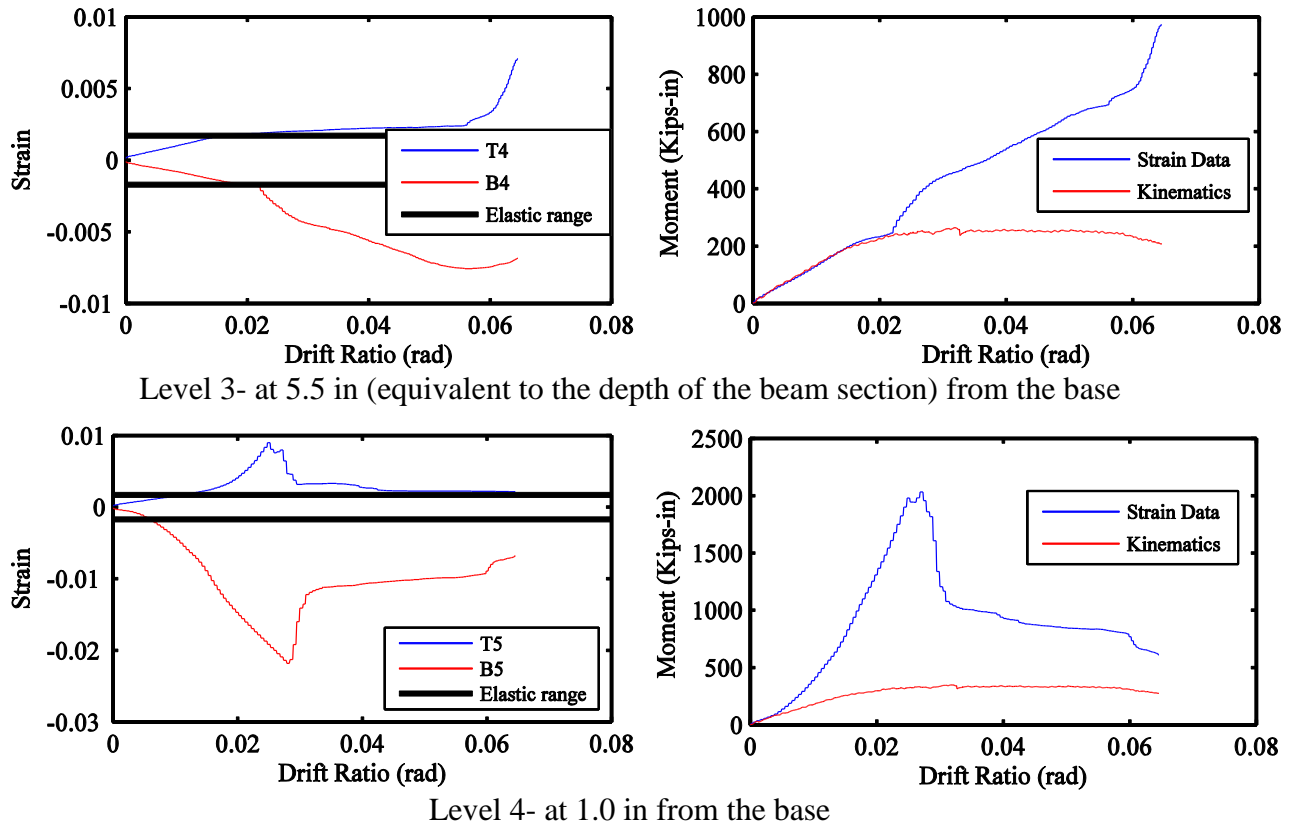 0.01
0.005
0
-0.005
-0.01
Strain
T4
B4
Elastic range
0 0.02 0.04 0.06 0.08
Drift Ratio (rad)
1000
800
600
400
200
0
Moment (Kips-in)
Strain Data
Kinematics
0 0.02 0.04 0.06 0.08
Drift Ratio (rad)
Level 3- at 5.5 in (equivalent to the depth of the beam section) from the base
0.01
0
-0.01
-0.02
-0.03
Strain
T5
B5
Elastic range
0 0.02 0.04 0.06 0.08
Drift Ratio (rad)
2500
2000
1500
1000
500
0
Moment (Kips-in)
Strain Data
Kinematics
0 0.02 0.04 0.06 0.08
Drift Ratio (rad)
Level 4- at 1.0 in from the base